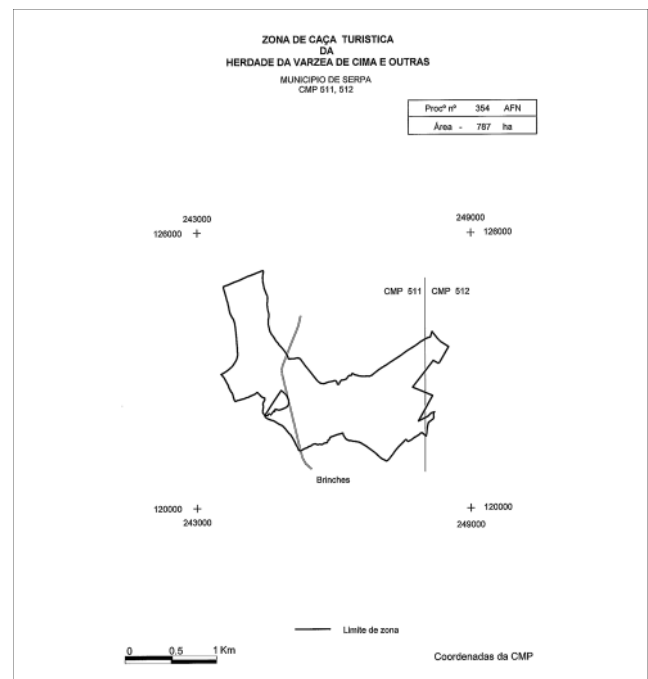 ZONA DE CAÇA TURISTICA
DA
HERDADE DA VARZEA DE CIMA E OUTRAS
MUNICIPIO DE SERPA
CMP 511, 512
Procº nº 354 AFN
Área - 787 ha
243000
126000
249000
126000
CMP 511
CMP 512
Brinches
120000
243000
120000
249000
Limite de zona
0 0,5 1 Km
Coordenadas da CMP